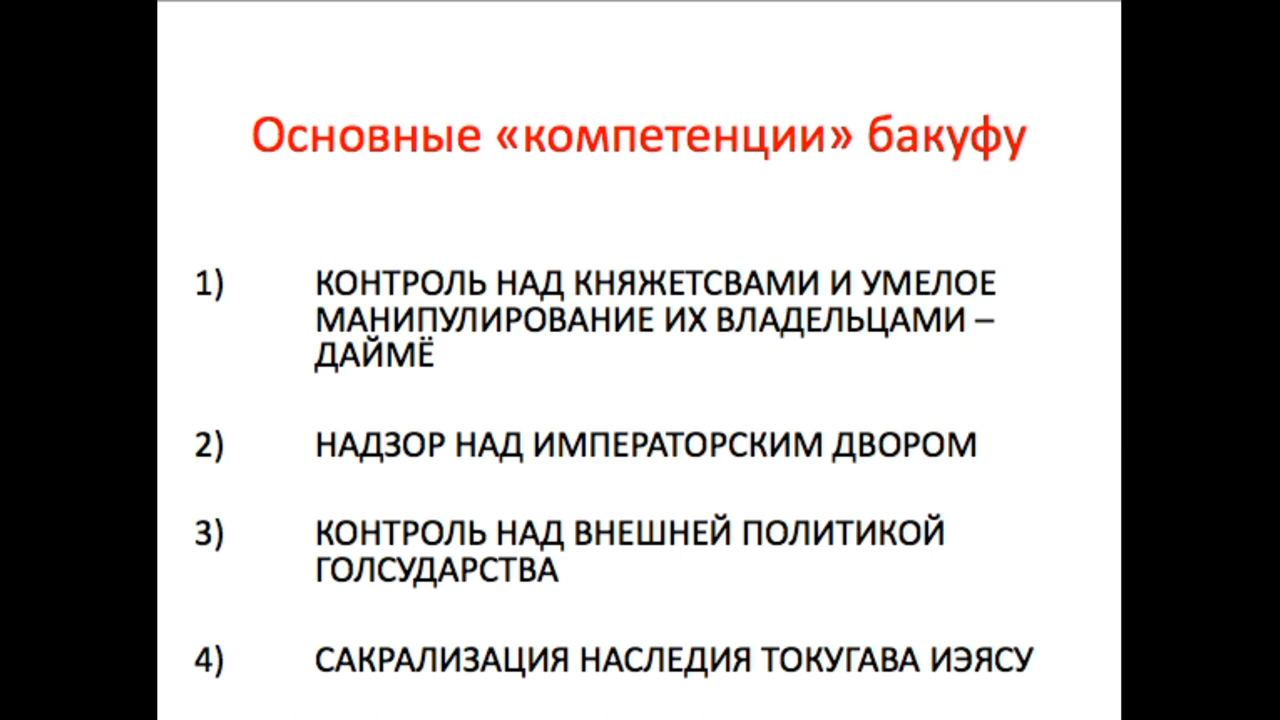 Основные «компетенции» бакуфу
1) КОНТРОЛЬ НАД КНЯЖЕТСВАМИ И УМЕЛОЕ
МАНИПУЛИРОВАНИЕ ИХ ВЛАДЕЛЬЦАМИ –
ДАЙМЁ
2) НАДЗОР НАД ИМПЕРАТОРСКИМ ДВОРОМ
3) КОНТРОЛЬ НАД ВНЕШНЕЙ ПОЛИТИКОЙ
ГОЛСУДАРСТВА
4) САКРАЛИЗАЦИЯ НАСЛЕДИЯ ТОКУГАВА ИЭЯСУ